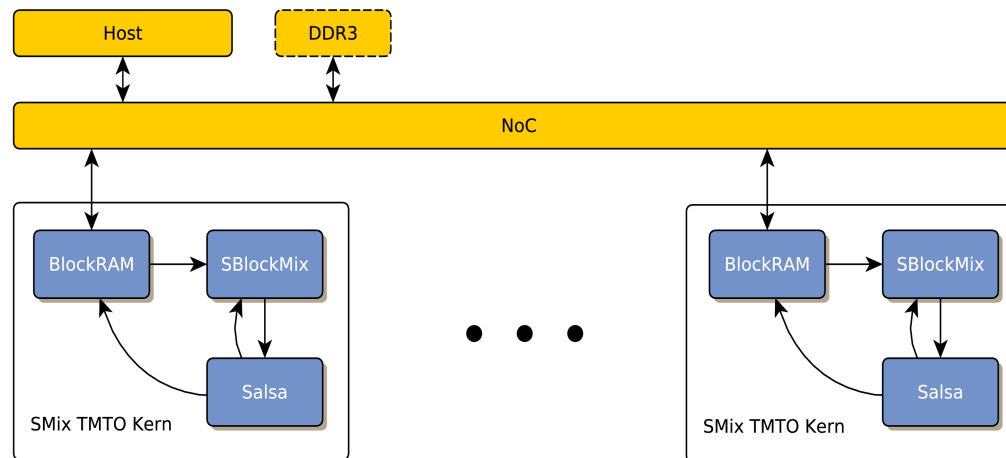 Host
DDR3
NoC
BlockRAM
SBlockMix
BlockRAM
SBlockMix
Salsa
Salsa
SMix TMTO Kern
SMix TMTO Kern